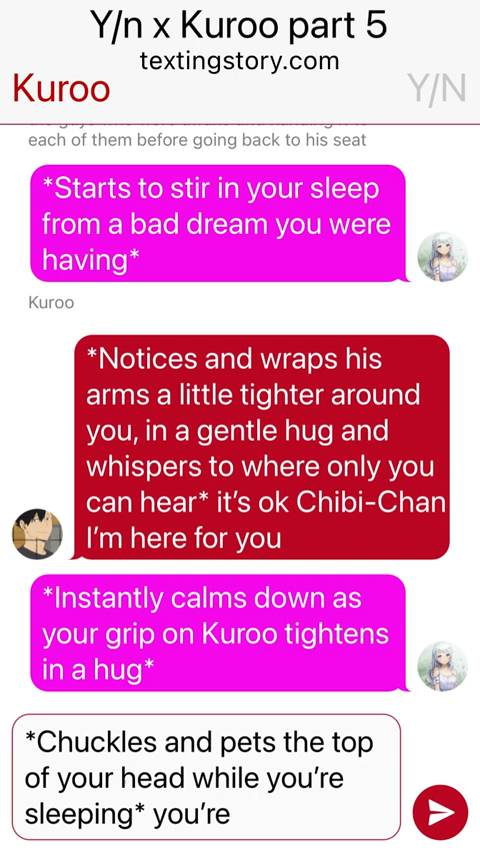 Y/n x Kuroo part 5
textingstory.com
Kuroo
Y/N
each of them before going back to his seat
*Starts to stir in your sleep
from a bad dream you were
having*
Kuroo
*Notices and wraps his
arms a little tighter around
you, in a gentle hug and
whispers to where only you
can hear* it’s ok Chibi-Chan
I’m here for you
*Instantly calms down as
your grip on Kuroo tightens
in a hug*
*Chuckles and pets the top
of your head while you’re
sleeping* you’re